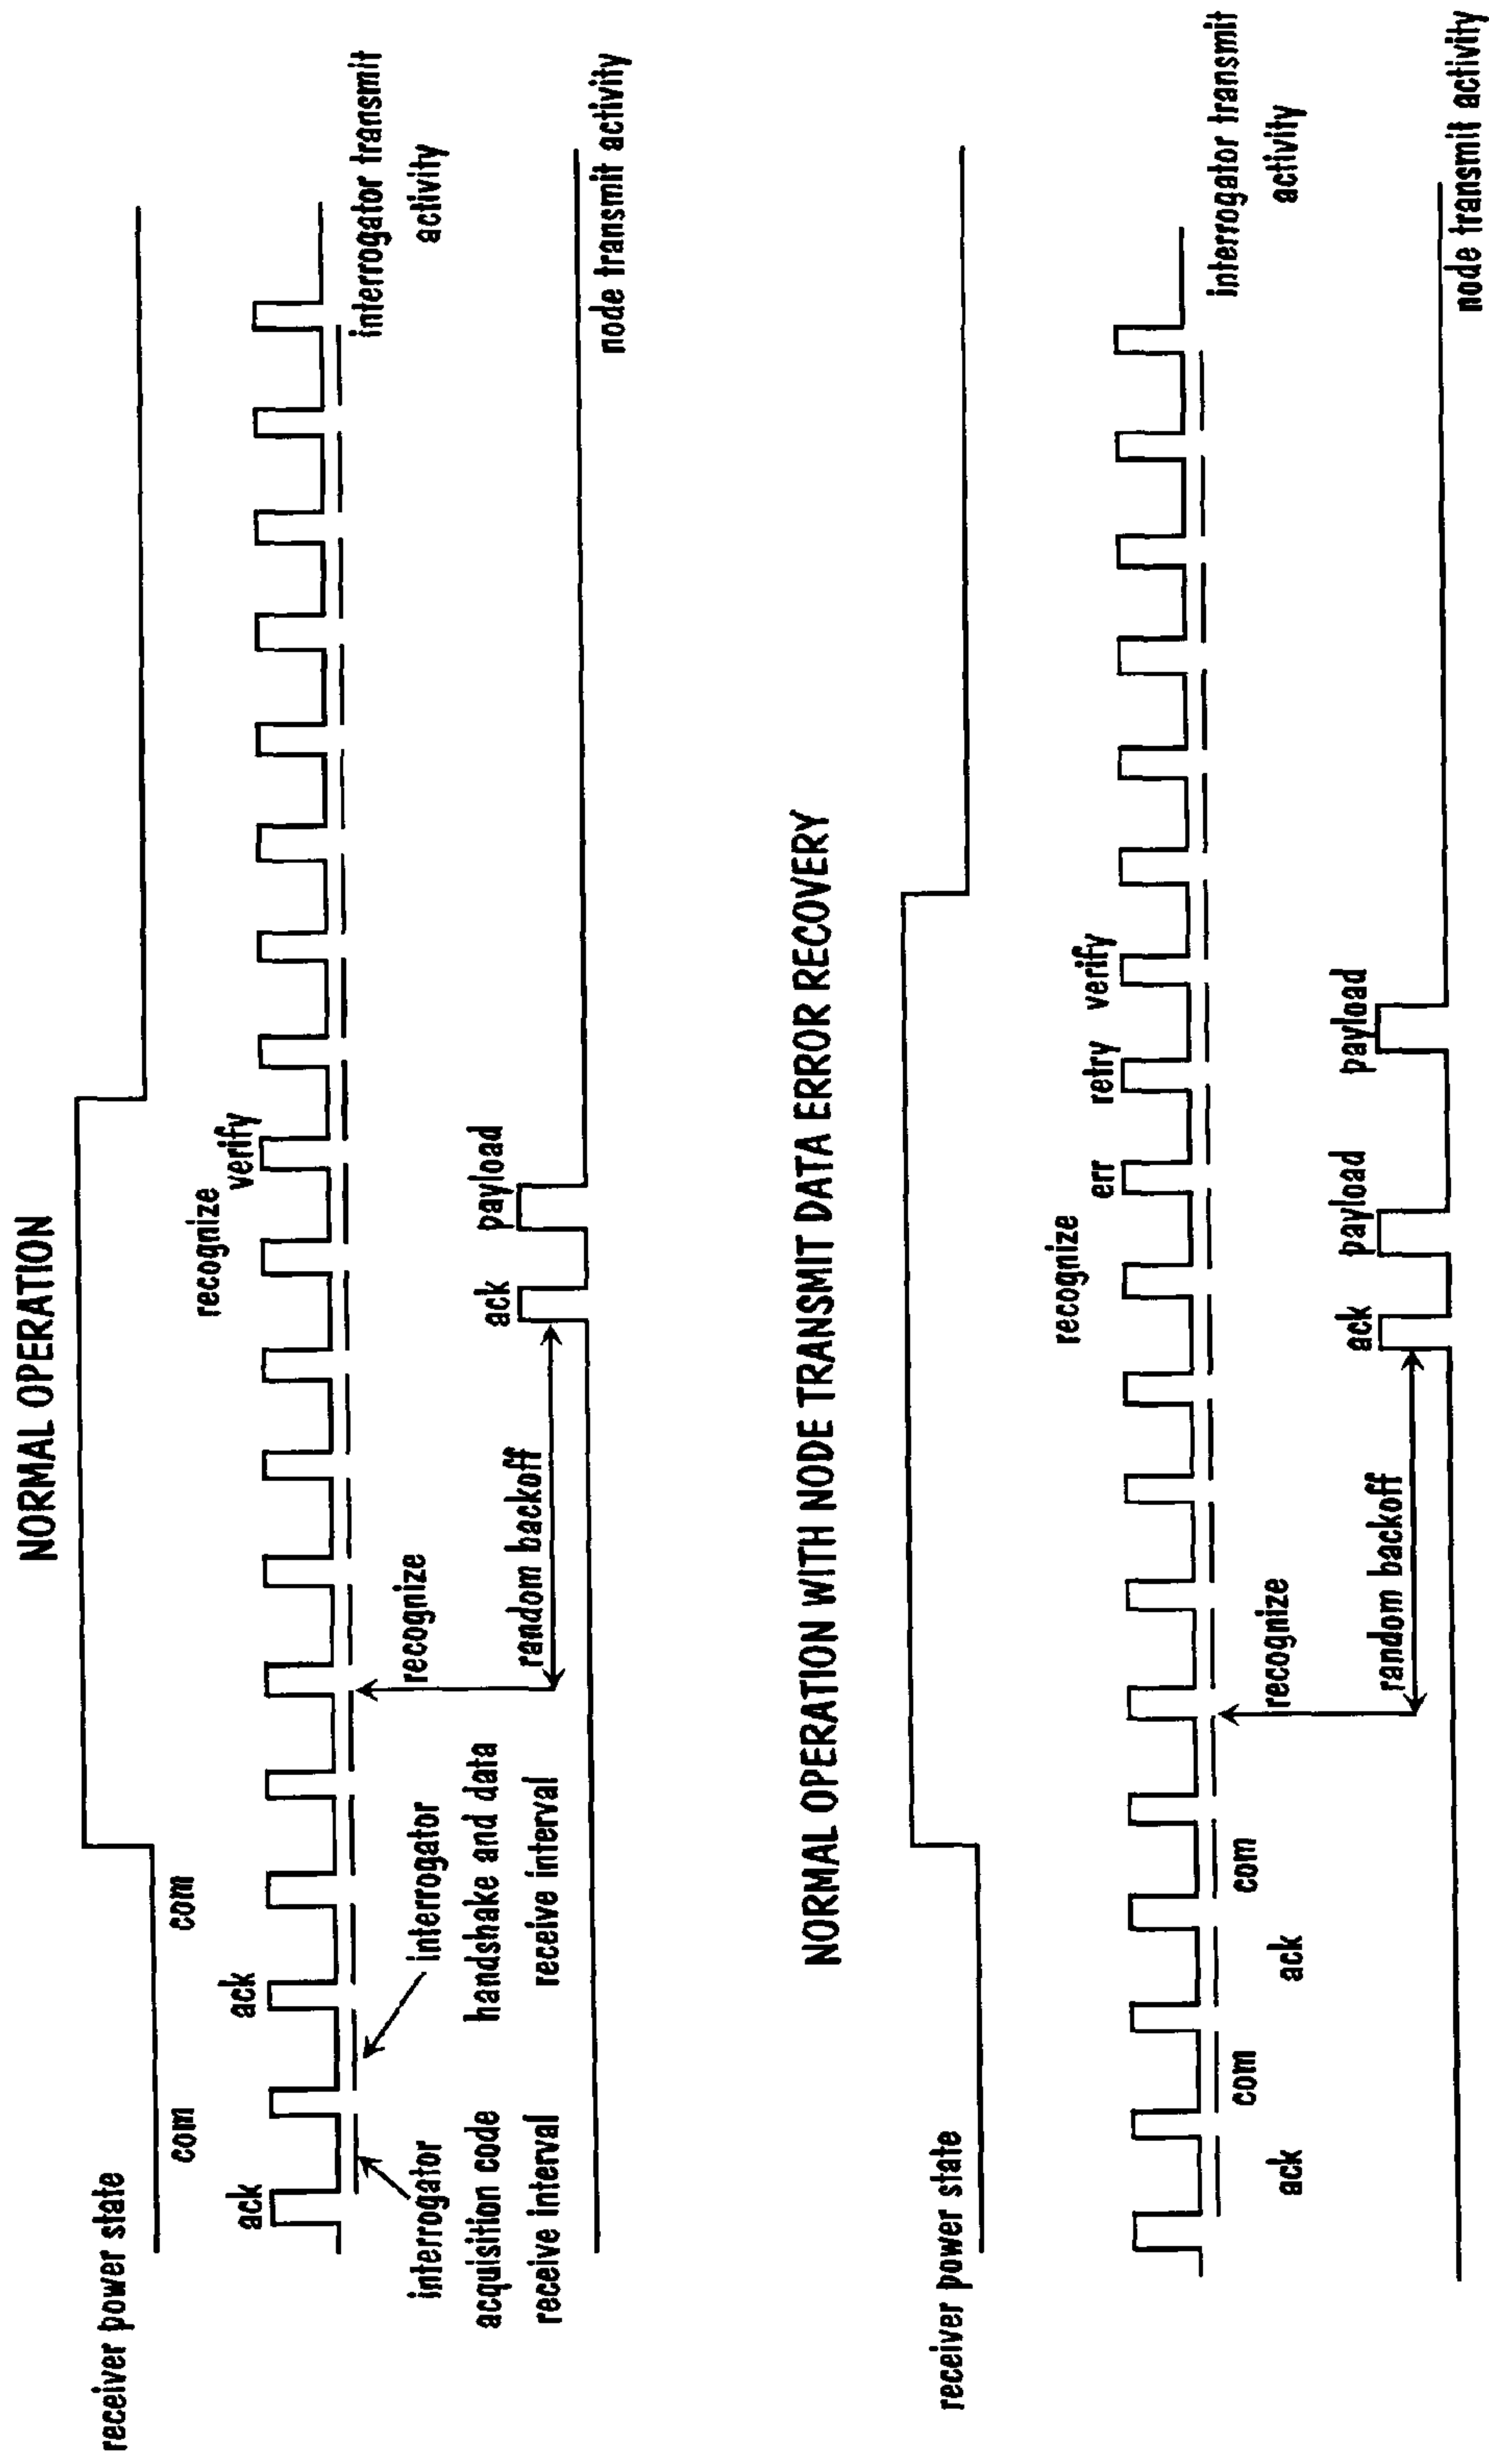 NORMAL OPERATION
receiver power state
com
com
ack
ack
recognize
verify
interrogator
acquisition code
receive interval
interrogator
handshake and data
receive interval
recognize
interrogator transmit
activity
random backoff
ack
payload
node transmit activity
NORMAL OPERATION WITH NODE TRANSMIT DATA ERROR RECOVERY
receiver power state
recognize
err
retry
verify
com
com
ack
ack
recognize
interrogator transmit
activity
random backoff
ack
payload
payload
node transmit activity